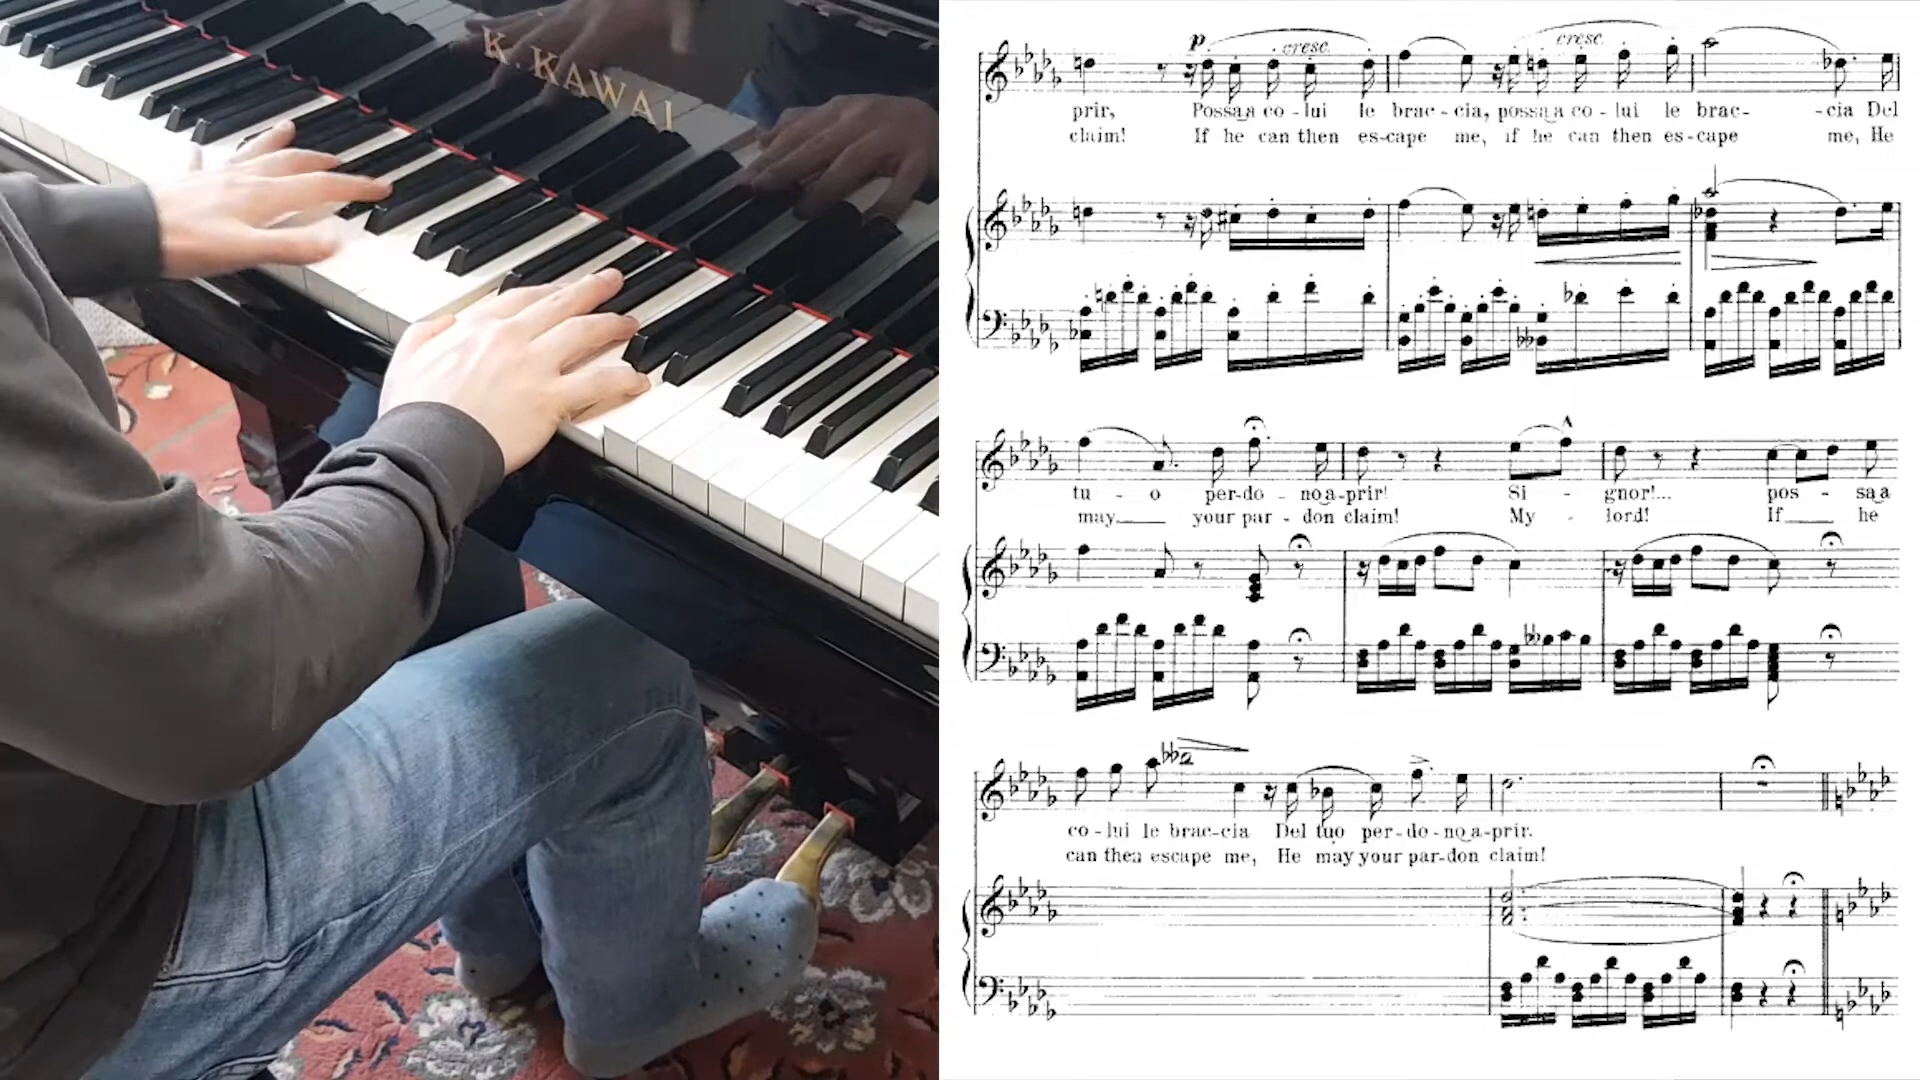 K. KAWAI
p cresc. cresc.
prir, Possa a co - lui le brac - cia, possa a co - lui le brac - - cia Del
claim! If he can then es-cape me, if he can then es-cape me, He
tu - o per-do - no a-prir! Si - gnor!... pos - sa a
may your par - don claim! My - lord! If he
co - lui le brac-cia Del tuo per-do-no a-prir.
can then escape me, He may your par-don claim!